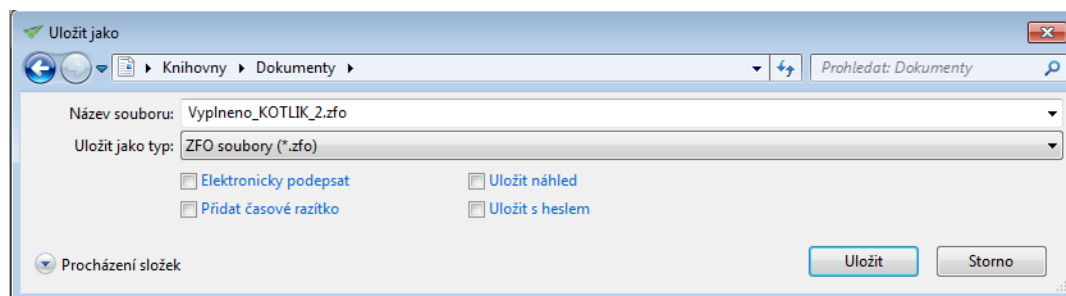 Uložit jako
Knihovny Dokumenty Prohledat: Dokumenty
Název souboru: Vyplneno_KOTLIK_2.zfo
Uložit jako typ: ZFO soubory (*.zfo)
Elektronicky podepsat Uložit náhled
Přidat časové razítko Uložit s heslem
Procházení složek Uložit Storno